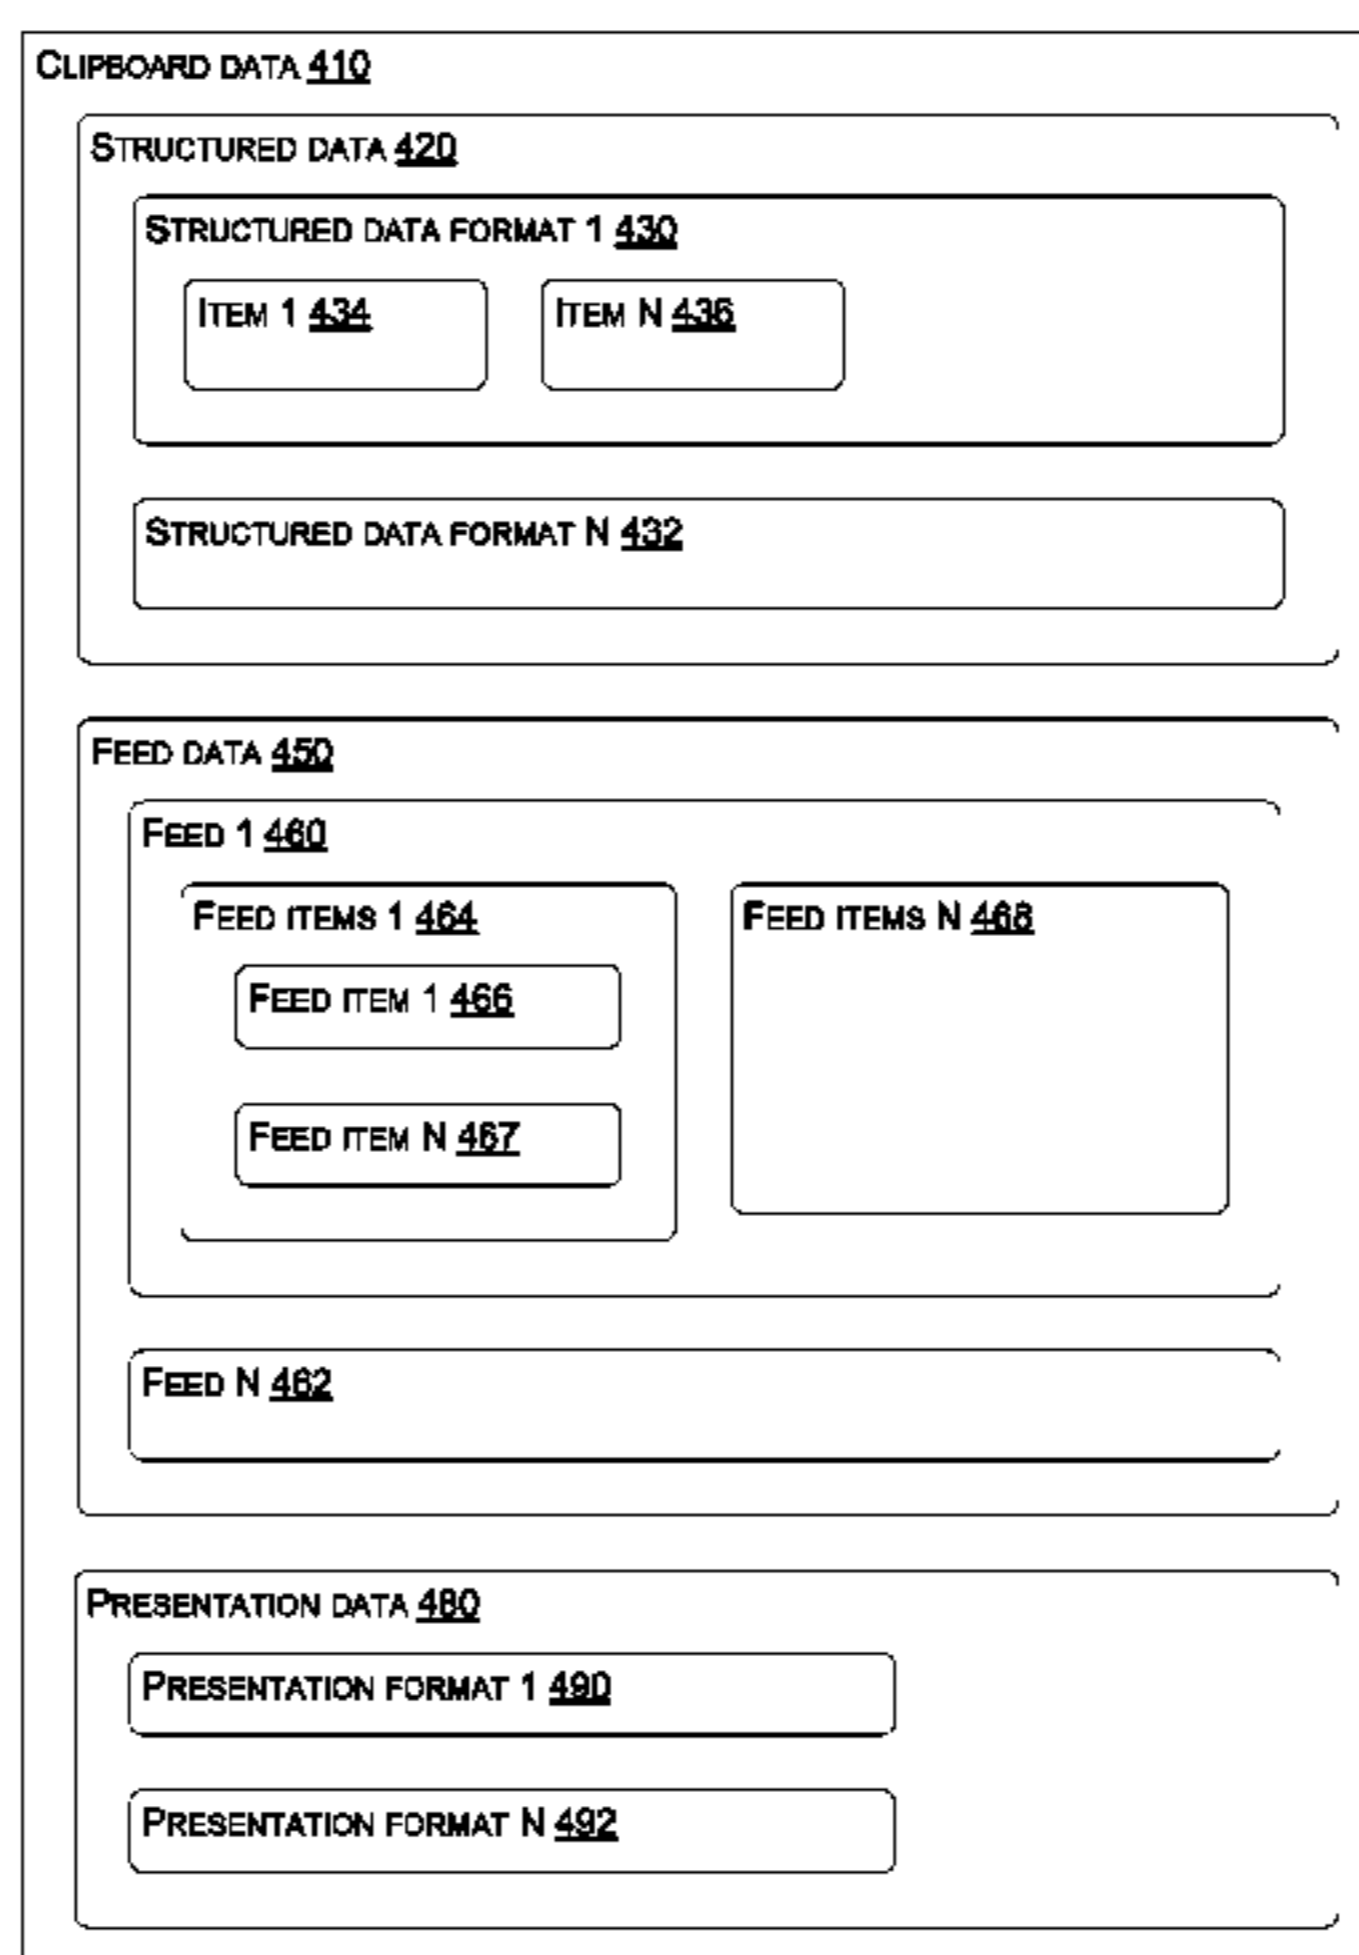 CLIPBOARD DATA 410
STRUCTURED DATA 420
STRUCTURED DATA FORMAT 1 430
ITEM 1 434
ITEM N 436
STRUCTURED DATA FORMAT N 432
FEED DATA 450
FEED 1 460
FEED ITEMS 1 464
FEED ITEMS N 468
FEED ITEM 1 466
FEED ITEM N 467
FEED N 462
PRESENTATION DATA 480
PRESENTATION FORMAT 1 490
PRESENTATION FORMAT N 492